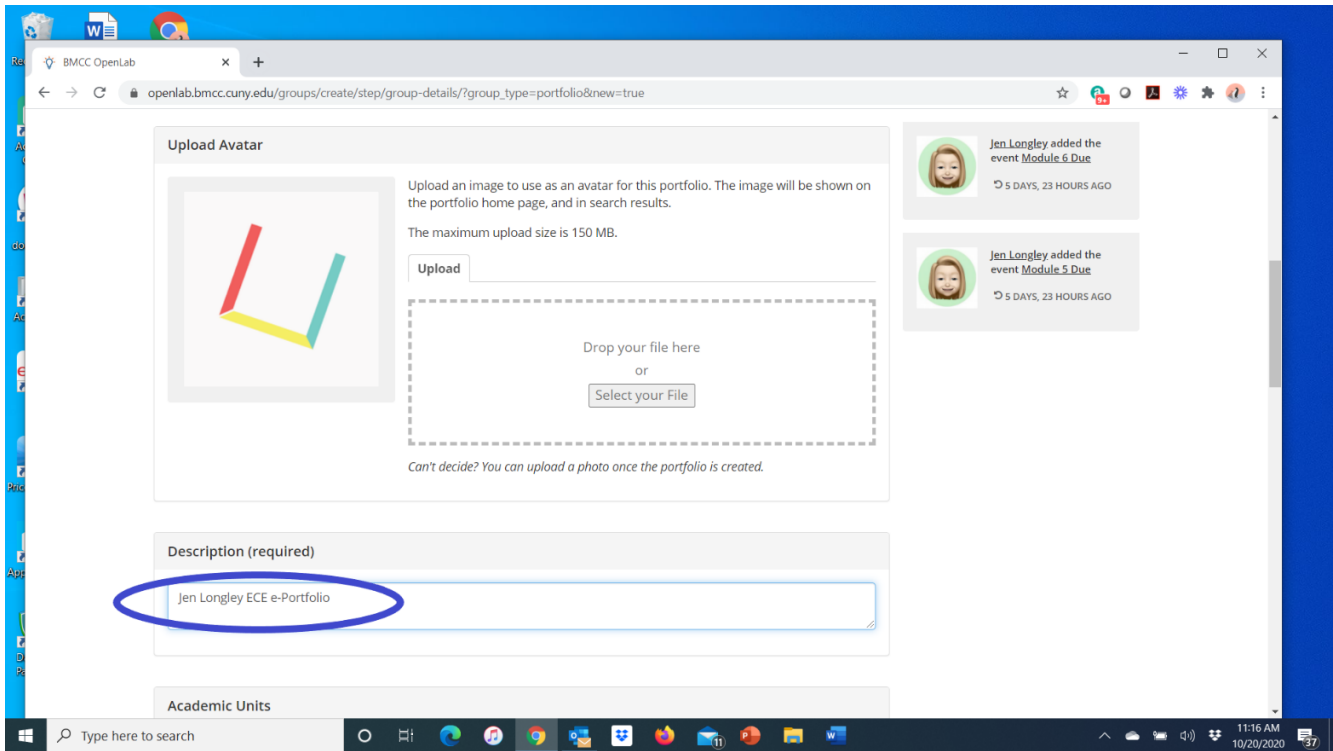 BMCC OpenLab
openlab.bmcc.cuny.edu/groups/create/step/group-details/?group_type=portfolio&new=true
9+
Upload Avatar
Upload an image to use as an avatar for this portfolio. The image will be shown on
the portfolio home page, and in search results.
The maximum upload size is 150 MB.
Upload
Drop your file here
or
Select your File
Can't decide? You can upload a photo once the portfolio is created.
Jen Longley added the
event Module 6 Due
5 DAYS, 23 HOURS AGO
Jen Longley added the
event Module 5 Due
5 DAYS, 23 HOURS AGO
Description (required)
Jen Longley ECE e-Portfolio
Academic Units
Type here to search
11
11:16 AM
10/20/2020
37